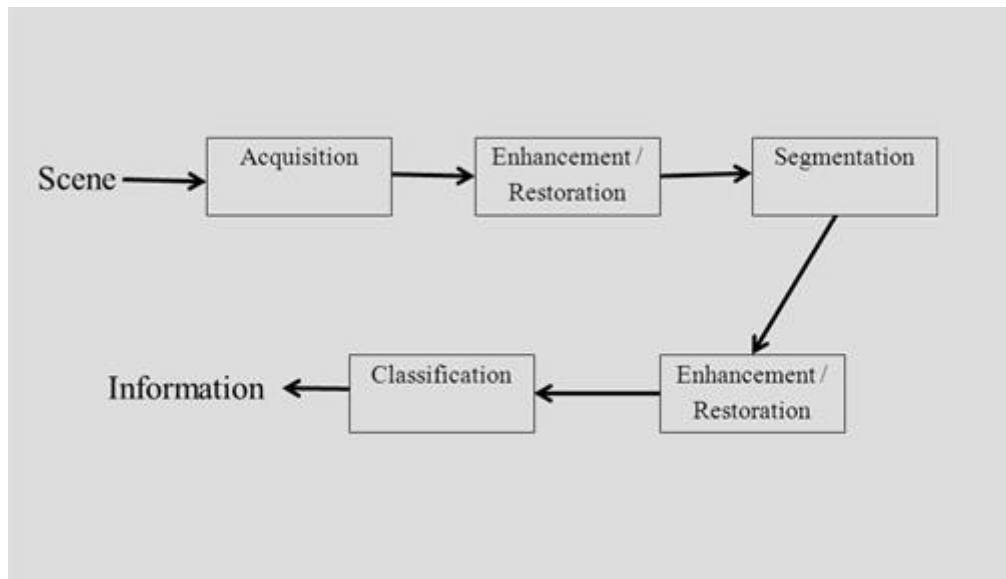 Scene
Acquisition
Enhancement /
Restoration
Segmentation
Enhancement /
Restoration
Classification
Information